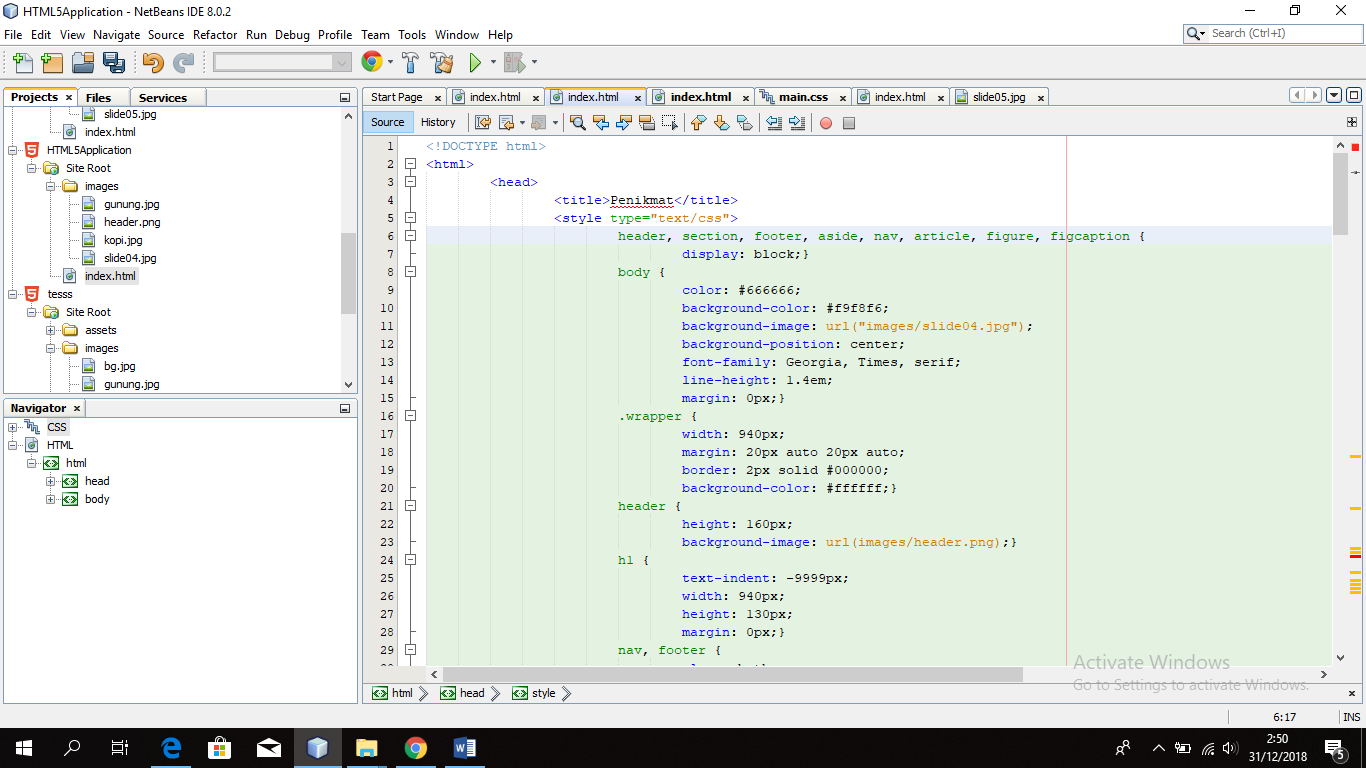 HTML5Application - NetBeans IDE 8.0.2
File Edit View Navigate Source Refactor Run Debug Profile Team Tools Window Help
Search (Ctrl+I)
Projects Files Services
slide05.jpg
index.html
HTML5Application
Site Root
images
gunung.jpg
header.png
kopi.jpg
slide04.jpg
index.html
tesss
Site Root
assets
images
bg.jpg
gunung.jpg
Navigator
CSS
HTML
html
head
body
Start Page index.html index.html index.html main.css index.html slide05.jpg
Source History
1 <!DOCTYPE html>
2 <html>
3 <head>
4 <title>Penikmat</title>
5 <style type="text/css">
6 header, section, footer, aside, nav, article, figure, figcaption {
7 display: block;}
8 body {
9 color: #666666;
10 background-color: #f9f8f6;
11 background-image: url("images/slide04.jpg");
12 background-position: center;
13 font-family: Georgia, Times, serif;
14 line-height: 1.4em;
15 margin: 0px;}
16 .wrapper {
17 width: 940px;
18 margin: 20px auto 20px auto;
19 border: 2px solid #000000;
20 background-color: #ffffff;}
21 header {
22 height: 160px;
23 background-image: url(images/header.png);}
24 h1 {
25 text-indent: -9999px;
26 width: 940px;
27 height: 130px;
28 margin: 0px;}
29 nav, footer {
Activate Windows
Go to Settings to activate Windows.
html head style
6:17 INS
2:50
31/12/2018
5